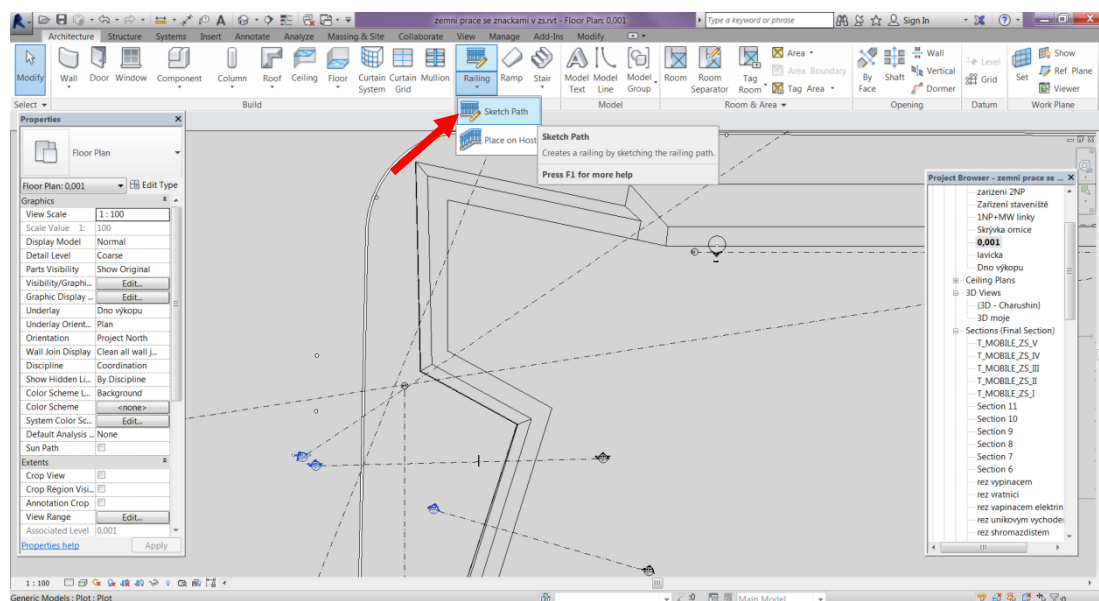 zemni prace se znackami v zs.rvt - Floor Plan: 0,001
Type a keyword or phrase
Sign In
Architecture Structure Systems Insert Annotate Analyze Massing & Site Collaborate View Manage Add-Ins Modify
Modify Wall Door Window Component Column Roof Ceiling Floor Curtain System Curtain Grid Mullion Railing Ramp Stair Model Text Model Line Model Group Room Room Separator Tag Room Area Area Boundary Tag Area By Face Shaft Wall Vertical Dormer Level Grid Set Show Ref Plane Viewer
Select Build Model Room & Area Opening Datum Work Plane
Sketch Path
Place on Host
Sketch Path
Creates a railing by sketching the railing path.
Press F1 for more help
Properties
Floor Plan
Floor Plan: 0,001 Edit Type
Graphics
View Scale 1 : 100
Scale Value 1: 100
Display Model Normal
Detail Level Coarse
Parts Visibility Show Original
Visibility/Graphi... Edit...
Graphic Display ... Edit...
Underlay Dno výkopu
Underlay Orient... Plan
Orientation Project North
Wall Join Display Clean all wall j...
Discipline Coordination
Show Hidden Li... By Discipline
Color Scheme L... Background
Color Scheme <none>
System Color Sc... Edit...
Default Analysis ... None
Sun Path
Extents
Crop View
Crop Region Visi...
Annotation Crop
View Range Edit...
Associated Level 0,001
Properties help Apply
Project Browser - zemni prace se ...
zarizeni 2NP
Zařízení staveniště
1NP+MW linky
Skrývka ornice
0,001
lavicka
Dno výkopu
Ceiling Plans
3D Views
{3D - Charushin}
3D moje
Sections (Final Section)
T_MOBILE_ZS_V
T_MOBILE_ZS_IV
T_MOBILE_ZS_III
T_MOBILE_ZS_II
T_MOBILE_ZS_I
Section 11
Section 10
Section 9
Section 8
Section 7
Section 6
rez vypinacem
rez vratnici
rez vapinacem elektrin
rez unikovym vychode
rez shromazdistem
1 : 100
Generic Models : Plot : Plot
:0
Main Model